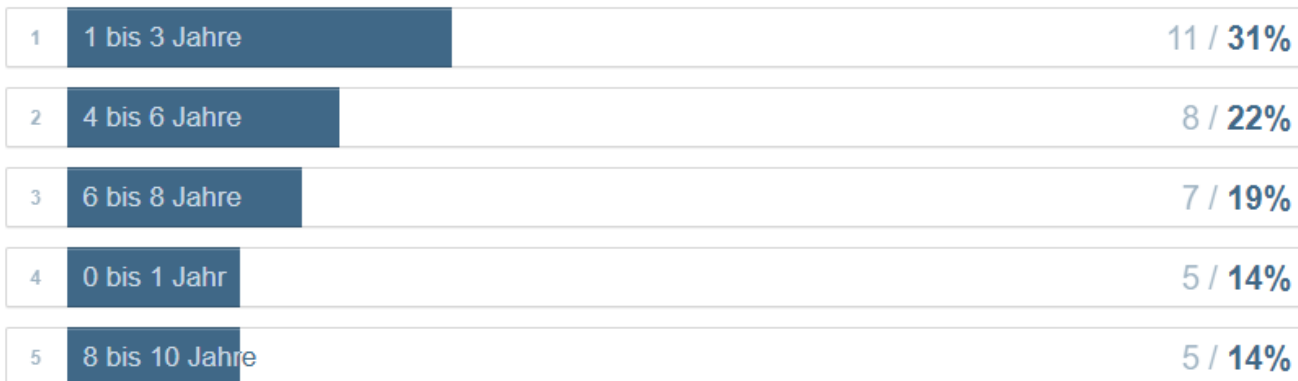 1 1 bis 3 Jahre 11 / 31%
2 4 bis 6 Jahre 8 / 22%
3 6 bis 8 Jahre 7 / 19%
4 0 bis 1 Jahr 5 / 14%
5 8 bis 10 Jahre 5 / 14%